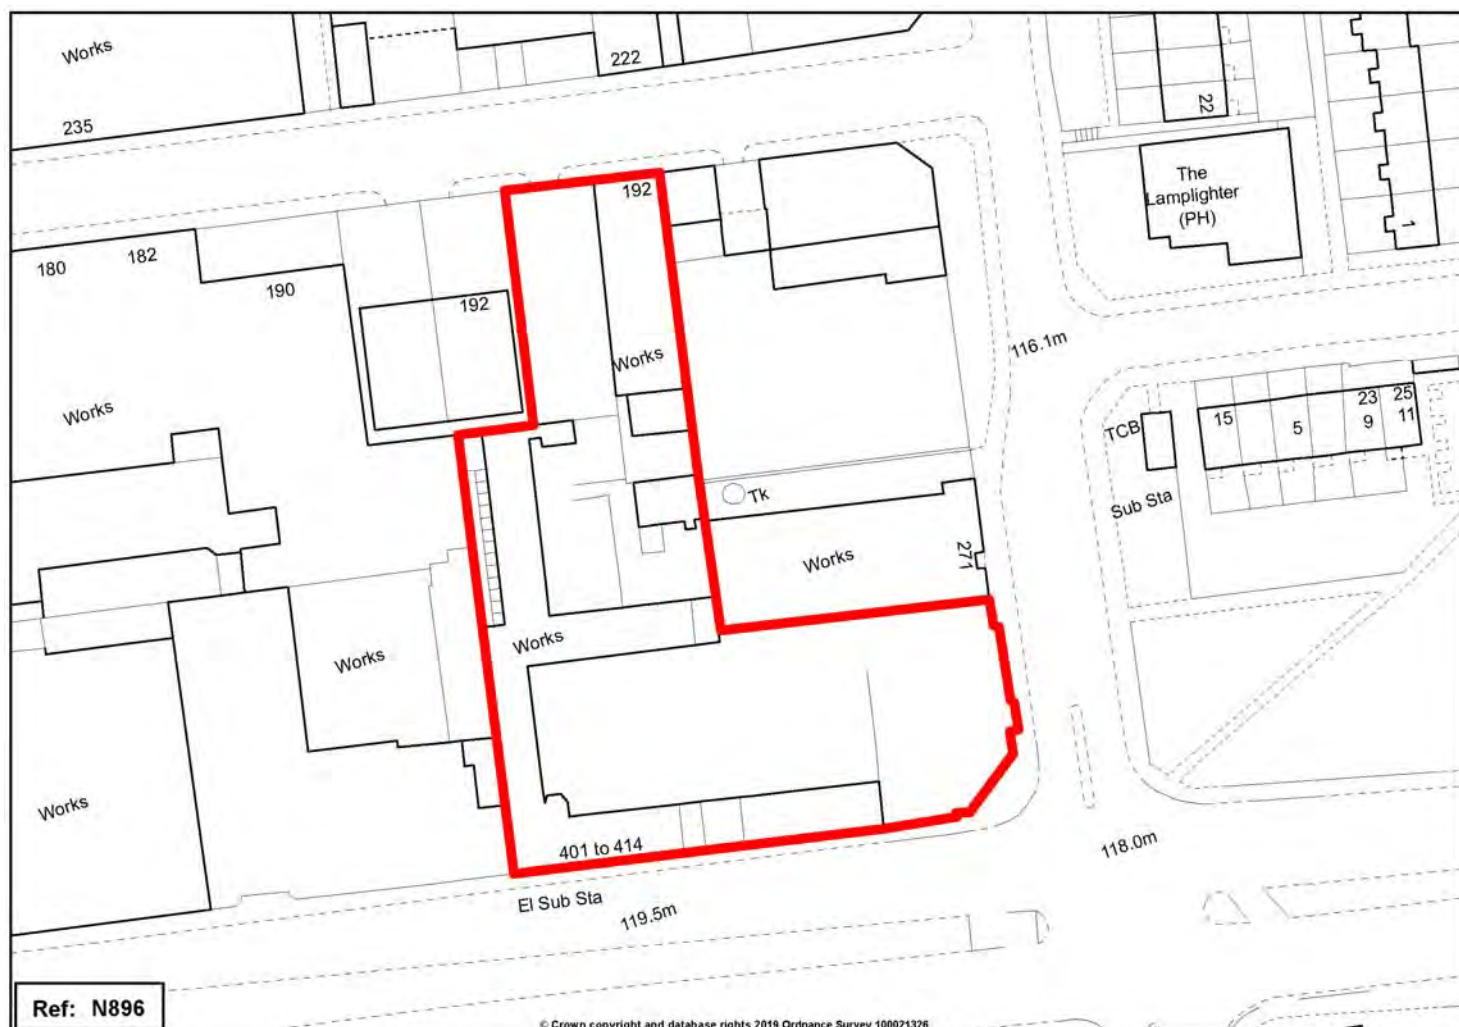 Works
222
235
22
The
Lamplighter
(PH)
1
192
180
182
190
192
116.1m
Works
Works
TCB
15
5
23
9
25
11
Sub Sta
Tk
Works
271
Works
Works
Works
401 to 414
El Sub Sta
119.5m
118.0m
Ref: N896
© Crown copyright and database rights 2019 Ordnance Survey 100021326